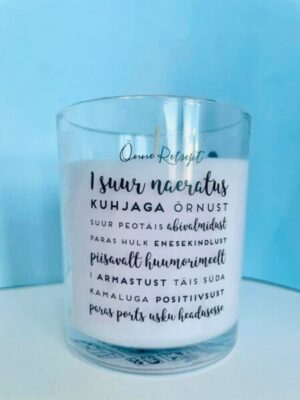 Õnne Retsept
1 suur naeratus
KUHJAGA ÕRNUST
SUUR PEOTÄIS abivalmidust
PARAS HULK ENESEKINDLUST
piisavalt huumorimeelt
1 ARMASTUST TÄIS SÜDA
KAMALUGA POSITIIVSUST
paras ports usku headusesse